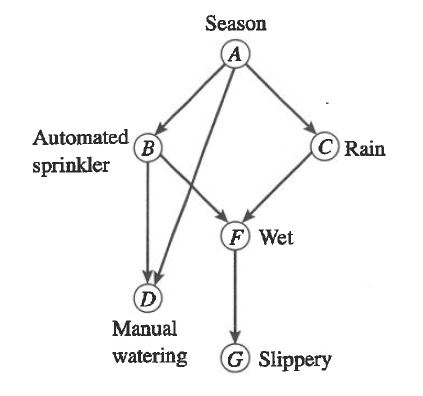 Season
A
Automated
sprinkler
B
C Rain
F Wet
D
Manual
watering
G Slippery